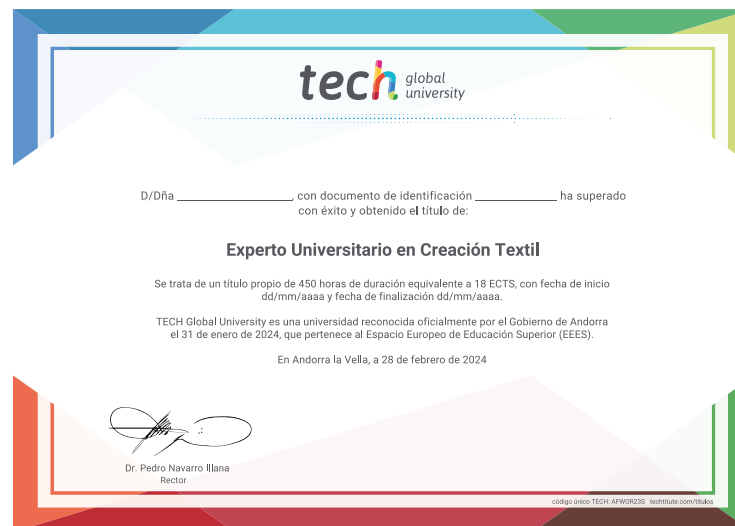 tech global university
D/Dña ____________________, con documento de identificación ______________ ha superado
con éxito y obtenido el título de:
Experto Universitario en Creación Textil
Se trata de un título propio de 450 horas de duración equivalente a 18 ECTS, con fecha de inicio
dd/mm/aaaa y fecha de finalización dd/mm/aaaa.
TECH Global University es una universidad reconocida oficialmente por el Gobierno de Andorra
el 31 de enero de 2024, que pertenece al Espacio Europeo de Educación Superior (EEES).
En Andorra la Vella, a 28 de febrero de 2024
Dr. Pedro Navarro Illana
Rector
código único TECH: AFWOR23S techtitute.com/titulos